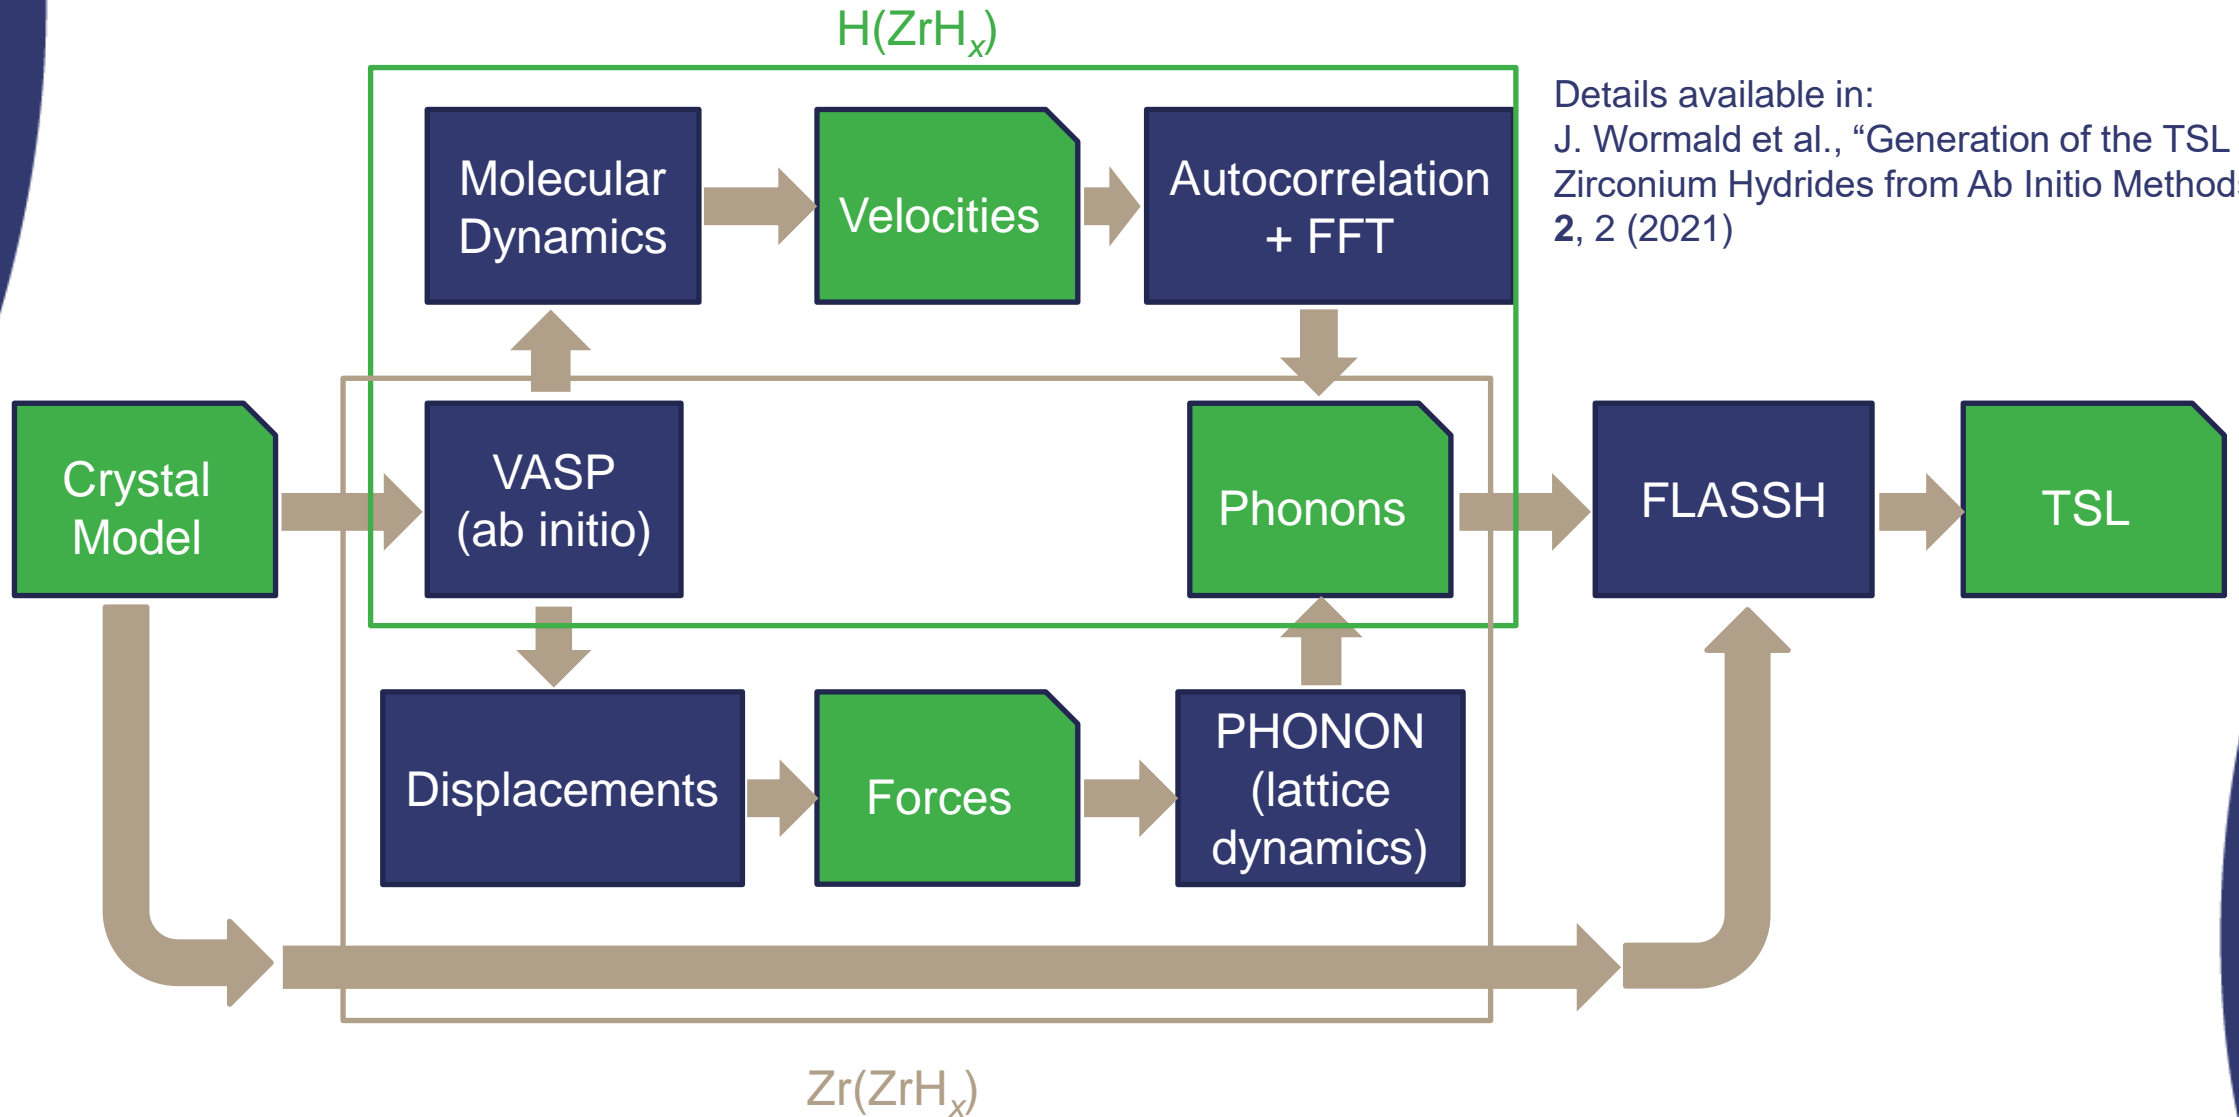 H(ZrHₓ)
Details available in:
J. Wormald et al., “Generation of the TSL
Zirconium Hydrides from Ab Initio Methods
2, 2 (2021)
Molecular
Dynamics
Velocities
Autocorrelation
+ FFT
Crystal
Model
VASP
(ab initio)
Phonons
FLASSH
TSL
Displacements
Forces
PHONON
(lattice
dynamics)
Zr(ZrHₓ)